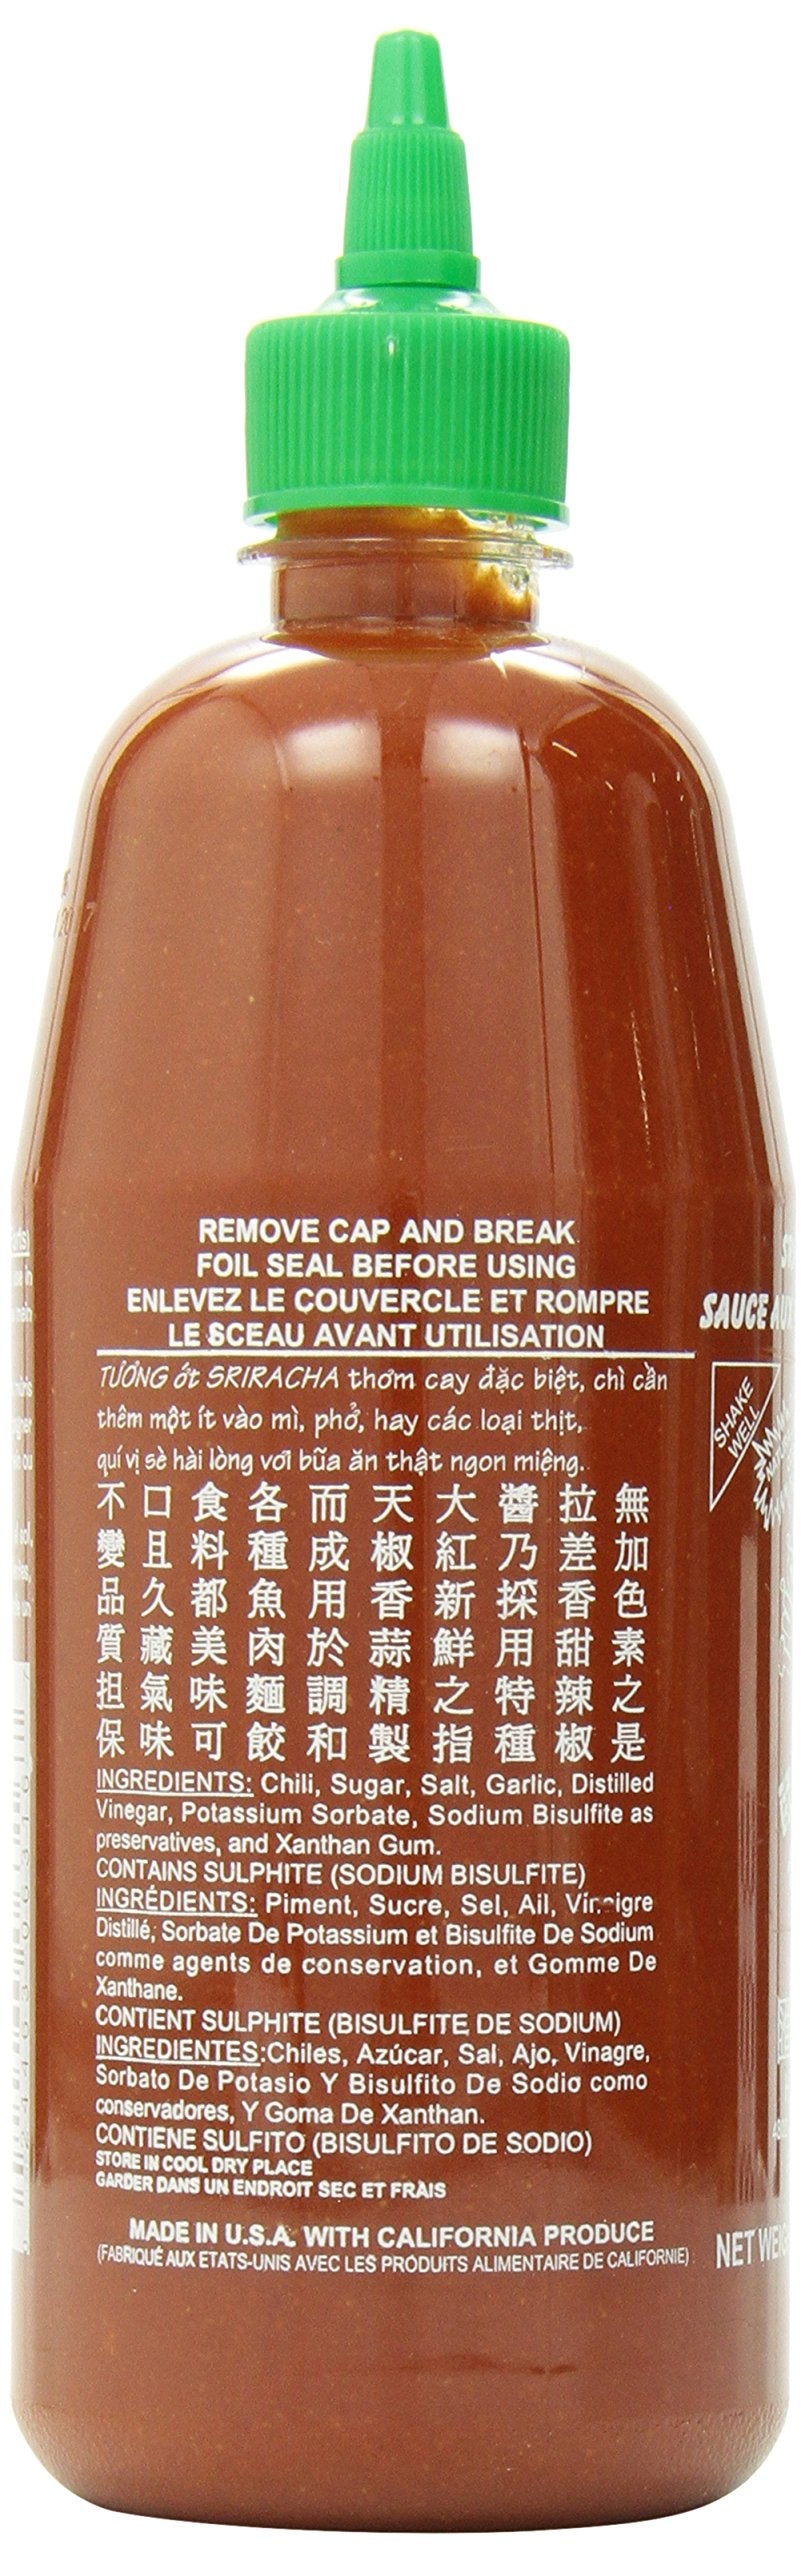 REMOVE CAP AND BREAK
FOIL SEAL BEFORE USING
ENLEVEZ LE COUVERCLE ET ROMPRE
LE SCEAU AVANT UTILISATION
TƯƠNG ớt SRIRACHA thơm cay đặc biệt, chỉ cần
thêm một ít vào mì, phở, hay các loại thịt,
quí vị sẻ hài lòng với bữa ăn thật ngon miệng.
無加色素之是
拉差香甜辣椒
醬乃採用特種
大紅新鮮之指
天椒香蒜精製
而成用於調和
各種魚肉麵餃
食料都美味可
口且久藏氣味
不變品質担保
INGREDIENTS: Chili, Sugar, Salt, Garlic, Distilled
Vinegar, Potassium Sorbate, Sodium Bisulfite as
preservatives, and Xanthan Gum.
CONTAINS SULPHITE (SODIUM BISULFITE)
INGRÉDIENTS: Piment, Sucre, Sel, Ail, Vinaigre
Distillé, Sorbate De Potassium et Bisulfite De Sodium
comme agents de conservation, et Gomme De
Xanthane.
CONTIENT SULPHITE (BISULFITE DE SODIUM)
INGREDIENTES:Chiles, Azúcar, Sal, Ajo, Vinagre,
Sorbato De Potasio Y Bisulfito De Sodio como
conservadores, Y Goma De Xanthan.
CONTIENE SULFITO (BISULFITO DE SODIO)
STORE IN COOL DRY PLACE
GARDER DANS UN ENDROIT SEC ET FRAIS
MADE IN U.S.A. WITH CALIFORNIA PRODUCE
(FABRIQUÉ AUX ETATS-UNIS AVEC LES PRODUITS ALIMENTAIRE DE CALIFORNIE)
SAUCE
SHAKE
WELL
NET